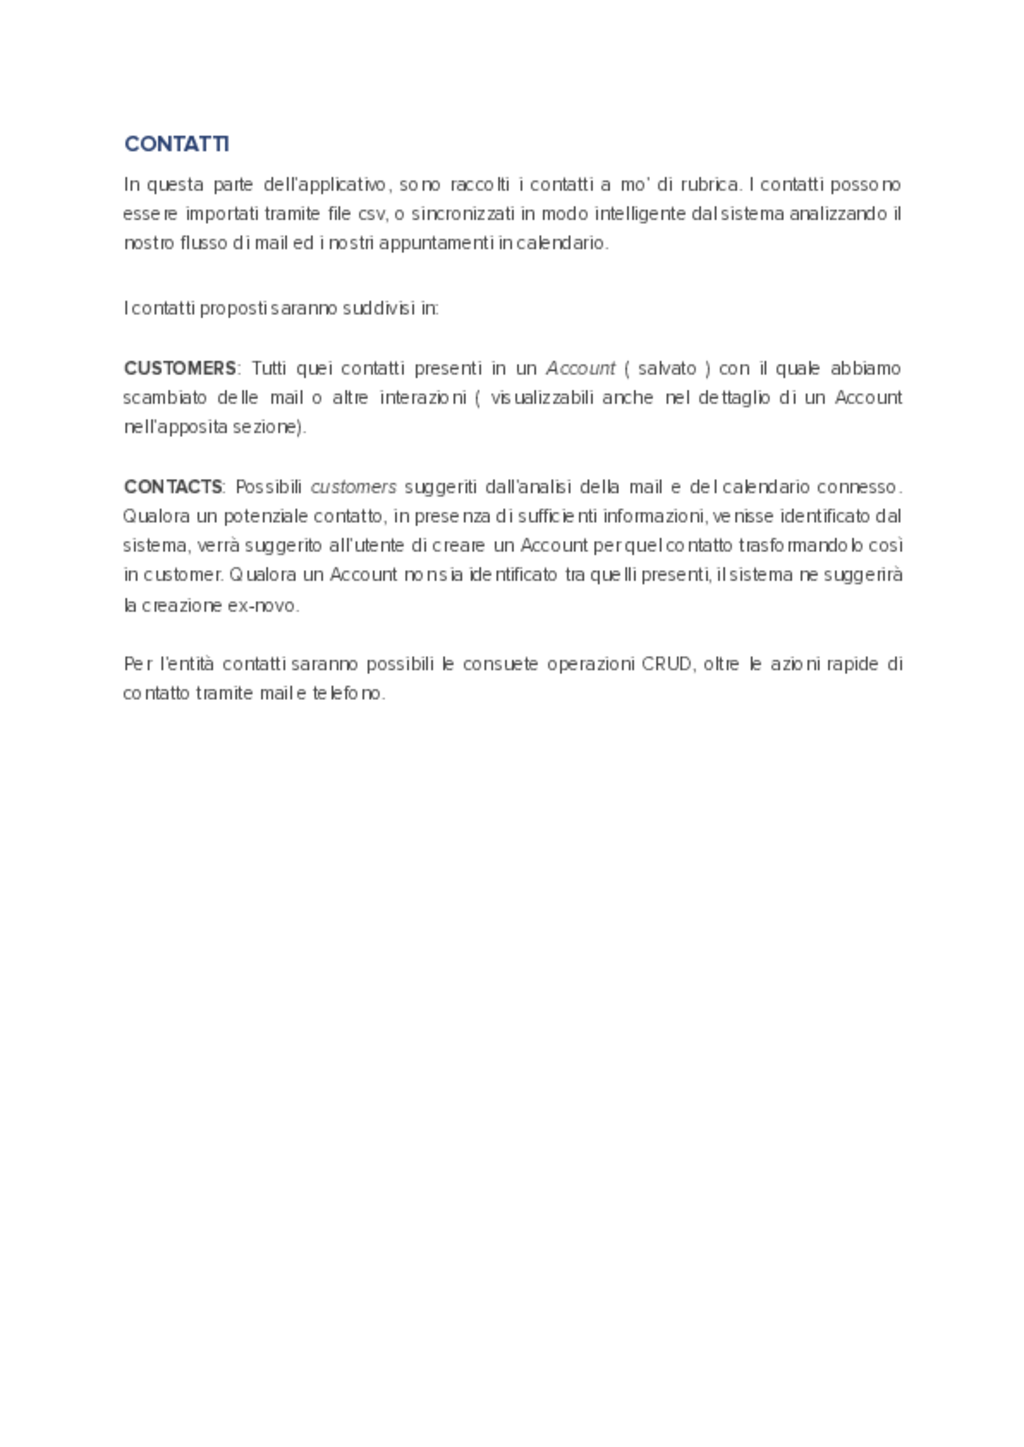 CONTATTI
In questa parte dell'applicativo, sono raccolti i contatti a mo' di rubrica. I contatti possono
essere importati tramite file csv, o sincronizzati in modo intelligente dal sistema analizzando il
nostro flusso di mail ed i nostri appuntamenti in calendario.
I contatti proposti saranno suddivisi in:
CUSTOMERS: Tutti quei contatti presenti in un Account ( salvato ) con il quale abbiamo
scambiato delle mail o altre interazioni ( visualizzabili anche nel dettaglio di un Account
nell'apposita sezione).
CONTACTS: Possibili customers suggeriti dall'analisi della mail e del calendario connesso.
Qualora un potenziale contatto, in presenza di sufficienti informazioni, venisse identificato dal
sistema, verrà suggerito all'utente di creare un Account per quel contatto trasformandolo così
in customer. Qualora un Account non sia identificato tra quelli presenti, il sistema ne suggerirà
la creazione ex-novo.
Per l'entità contatti saranno possibili le consuete operazioni CRUD, oltre le azioni rapide di
contatto tramite mail e telefono.